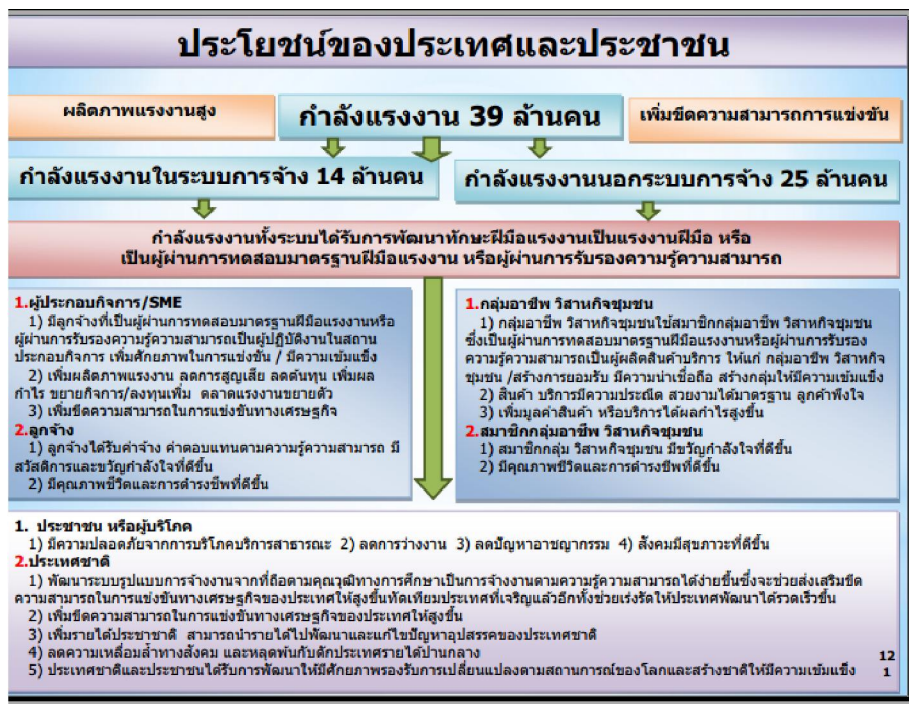 ประโยชน์ของประเทศและประชาชน
ผลิตภาพแรงงานสูง
กำลังแรงงาน 39 ล้านคน
เพิ่มขีดความสามารถการแข่งขัน
กำลังแรงงานในระบบการจ้าง 14 ล้านคน
กำลังแรงงานนอกระบบการจ้าง 25 ล้านคน
กำลังแรงงานทั้งระบบได้รับการพัฒนาทักษะฝีมือแรงงานเป็นแรงงานฝีมือ หรือ
เป็นผู้ผ่านการทดสอบมาตรฐานฝีมือแรงงาน หรือผู้ผ่านการรับรองความรู้ความสามารถ
1.ผู้ประกอบกิจการ/SME
1) มีลูกจ้างที่เป็นผู้ผ่านการทดสอบมาตรฐานฝีมือแรงงานหรือ
ผู้ผ่านการรับรองความรู้ความสามารถเป็นผู้ปฏิบัติงานในสถาน
ประกอบกิจการ เพิ่มศักยภาพในการแข่งขัน / มีความเข้มแข็ง
2) เพิ่มผลิตภาพแรงงาน ลดการสูญเสีย ลดต้นทุน เพิ่มผล
กำไร ขยายกิจการ/ลงทุนเพิ่ม ตลาดแรงงานขยายตัว
3) เพิ่มขีดความสามารถในการแข่งขันทางเศรษฐกิจ
2.ลูกจ้าง
1) ลูกจ้างได้รับค่าจ้าง ค่าตอบแทนตามความรู้ความสามารถ มี
สวัสดิการและขวัญกำลังใจที่ดีขึ้น
2) มีคุณภาพชีวิตและการดำรงชีพที่ดีขึ้น
1.กลุ่มอาชีพ วิสาหกิจชุมชน
1) กลุ่มอาชีพ วิสาหกิจชุมชนใช้สมาชิกกลุ่มอาชีพ วิสาหกิจชุมชน
ซึ่งเป็นผู้ผ่านการทดสอบมาตรฐานฝีมือแรงงานหรือผู้ผ่านการรับรอง
ความรู้ความสามารถเป็นผู้ผลิตสินค้าบริการ ให้แก่ กลุ่มอาชีพ วิสาหกิจ
ชุมชน /สร้างการยอมรับ มีความน่าเชื่อถือ สร้างกลุ่มให้มีความเข้มแข็ง
2) สินค้า บริการมีความประณีต สวยงามได้มาตรฐาน ลูกค้าพึงใจ
3) เพิ่มมูลค้าสินค้า หรือบริการได้ผลกำไรสูงขึ้น
2.สมาชิกกลุ่มอาชีพ วิสาหกิจชุมชน
1) สมาชิกกลุ่ม วิสาหกิจชุมชน มีขวัญกำลังใจที่ดีขึ้น
2) มีคุณภาพชีวิตและการดำรงชีพที่ดีขึ้น
1. ประชาชน หรือผู้บริโภค
1) มีความปลอดภัยจากการบริโภคบริการสาธารณะ 2) ลดการว่างงาน 3) ลดปัญหาอาชญากรรม 4) สังคมมีสุขภาวะที่ดีขึ้น
2.ประเทศชาติ
1) พัฒนาระบบรูปแบบการจ้างงานจากที่ถือตามคุณวุฒิทางการศึกษาเป็นการจ้างงานตามความรู้ความสามารถได้ง่ายขึ้นซึ่งจะช่วยส่งเสริมขีด
ความสามารถในการแข่งขันทางเศรษฐกิจของประเทศให้สูงขึ้นทัดเทียมประเทศที่เจริญแล้วอีกทั้งช่วยเร่งรัดให้ประเทศพัฒนาได้รวดเร็วขึ้น
2) เพิ่มขีดความสามารถในการแข่งขันทางเศรษฐกิจของประเทศให้สูงขึ้น
3) เพิ่มรายได้ประชาชาติ สามารถนำรายได้ไปพัฒนาและแก้ไขปัญหาอุปสรรคของประเทศชาติ
4) ลดความเหลื่อมล้ำทางสังคม และหลุดพ้นกับดักประเทศรายได้ปานกลาง
5) ประเทศชาติและประชาชนได้รับการพัฒนาให้มีศักยภาพรองรับการเปลี่ยนแปลงตามสถานการณ์ของโลกและสร้างชาติให้มีความเข้มแข็ง
12
1